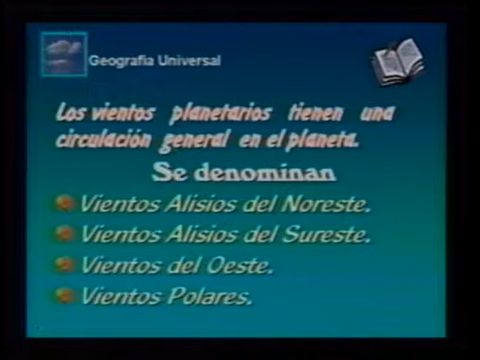 Geografía Universal
Los vientos planetarios tienen una
circulación general en el planeta.
Se denominan
Vientos Alisios del Noreste.
Vientos Alisios del Sureste.
Vientos del Oeste.
Vientos Polares.